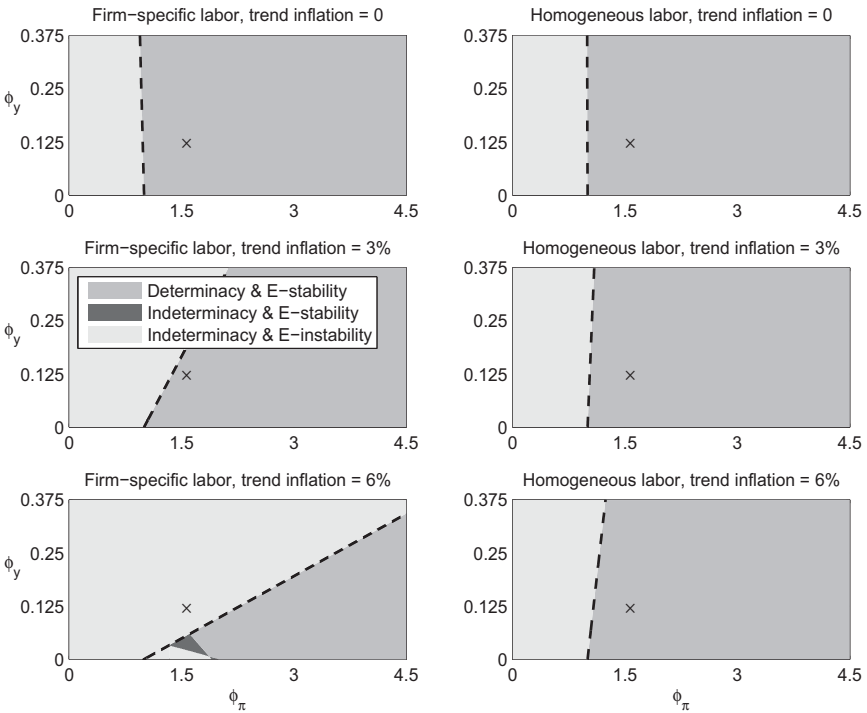 Firm−specific labor, trend inflation = 0
0.375
0.25
ϕy
0.125
0
0 1.5 3 4.5
Homogeneous labor, trend inflation = 0
0.375
0.25
0.125
0
0 1.5 3 4.5
Firm−specific labor, trend inflation = 3%
0.375
Determinacy & E−stability
Indeterminacy & E−stability
Indeterminacy & E−instability
0.25
ϕy
0.125
0
0 1.5 3 4.5
Homogeneous labor, trend inflation = 3%
0.375
0.25
0.125
0
0 1.5 3 4.5
Firm−specific labor, trend inflation = 6%
0.375
0.25
ϕy
0.125
0
0 1.5 3 4.5
ϕπ
Homogeneous labor, trend inflation = 6%
0.375
0.25
0.125
0
0 1.5 3 4.5
ϕπ